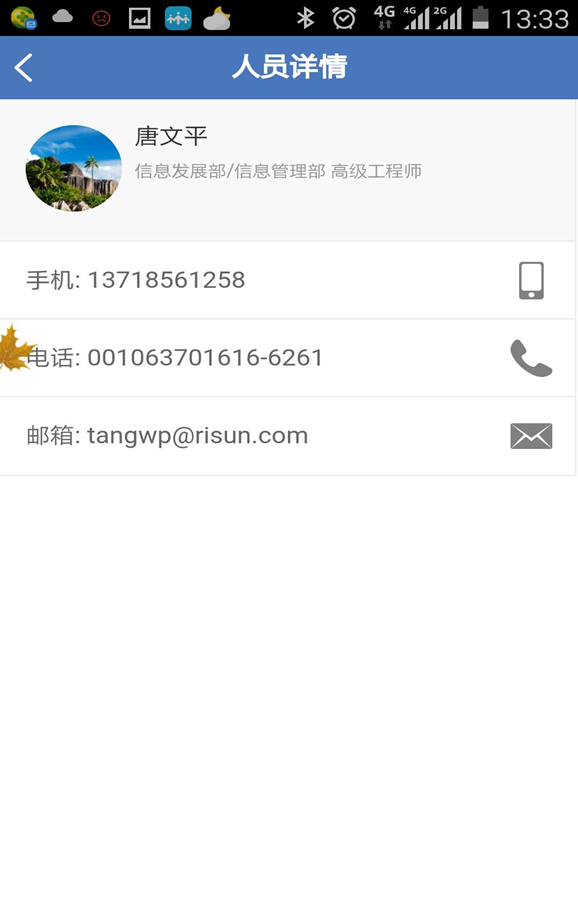 4G 4G 2G 13:33
人员详情
唐文平
信息发展部/信息管理部 高级工程师
手机: 13718561258
电话: 001063701616-6261
邮箱: tangwp@risun.com